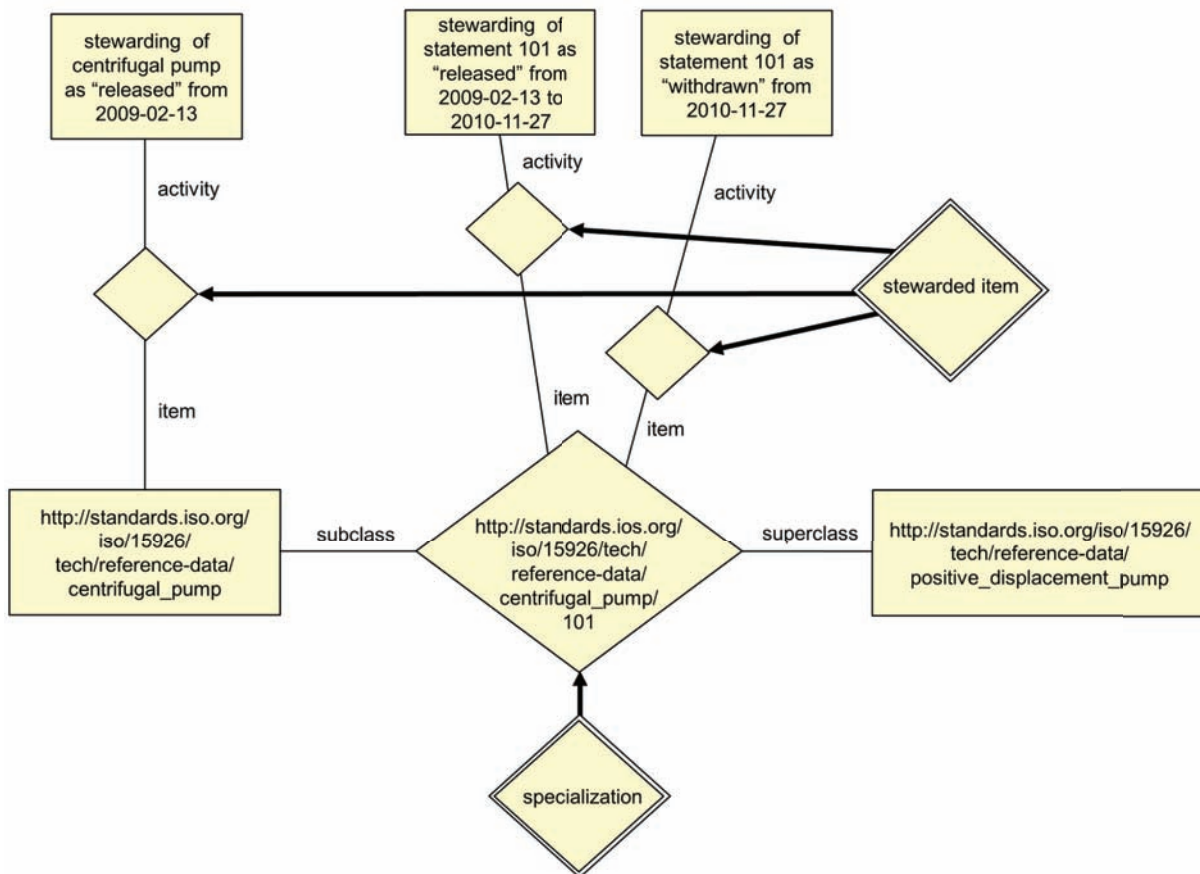 stewarding of
centrifugal pump
as “released” from
2009-02-13
stewarding of
statement 101 as
“released” from
2009-02-13 to
2010-11-27
stewarding of
statement 101 as
“withdrawn” from
2010-11-27
activity
activity
activity
stewarded item
item
item
item
http://standards.iso.org/
iso/15926/
tech/reference-data/
centrifugal_pump
subclass
http://standards.ios.org/
iso/15926/tech/
reference-data/
centrifugal_pump/
101
superclass
http://standards.iso.org/iso/15926/
tech/reference-data/
positive_displacement_pump
specialization